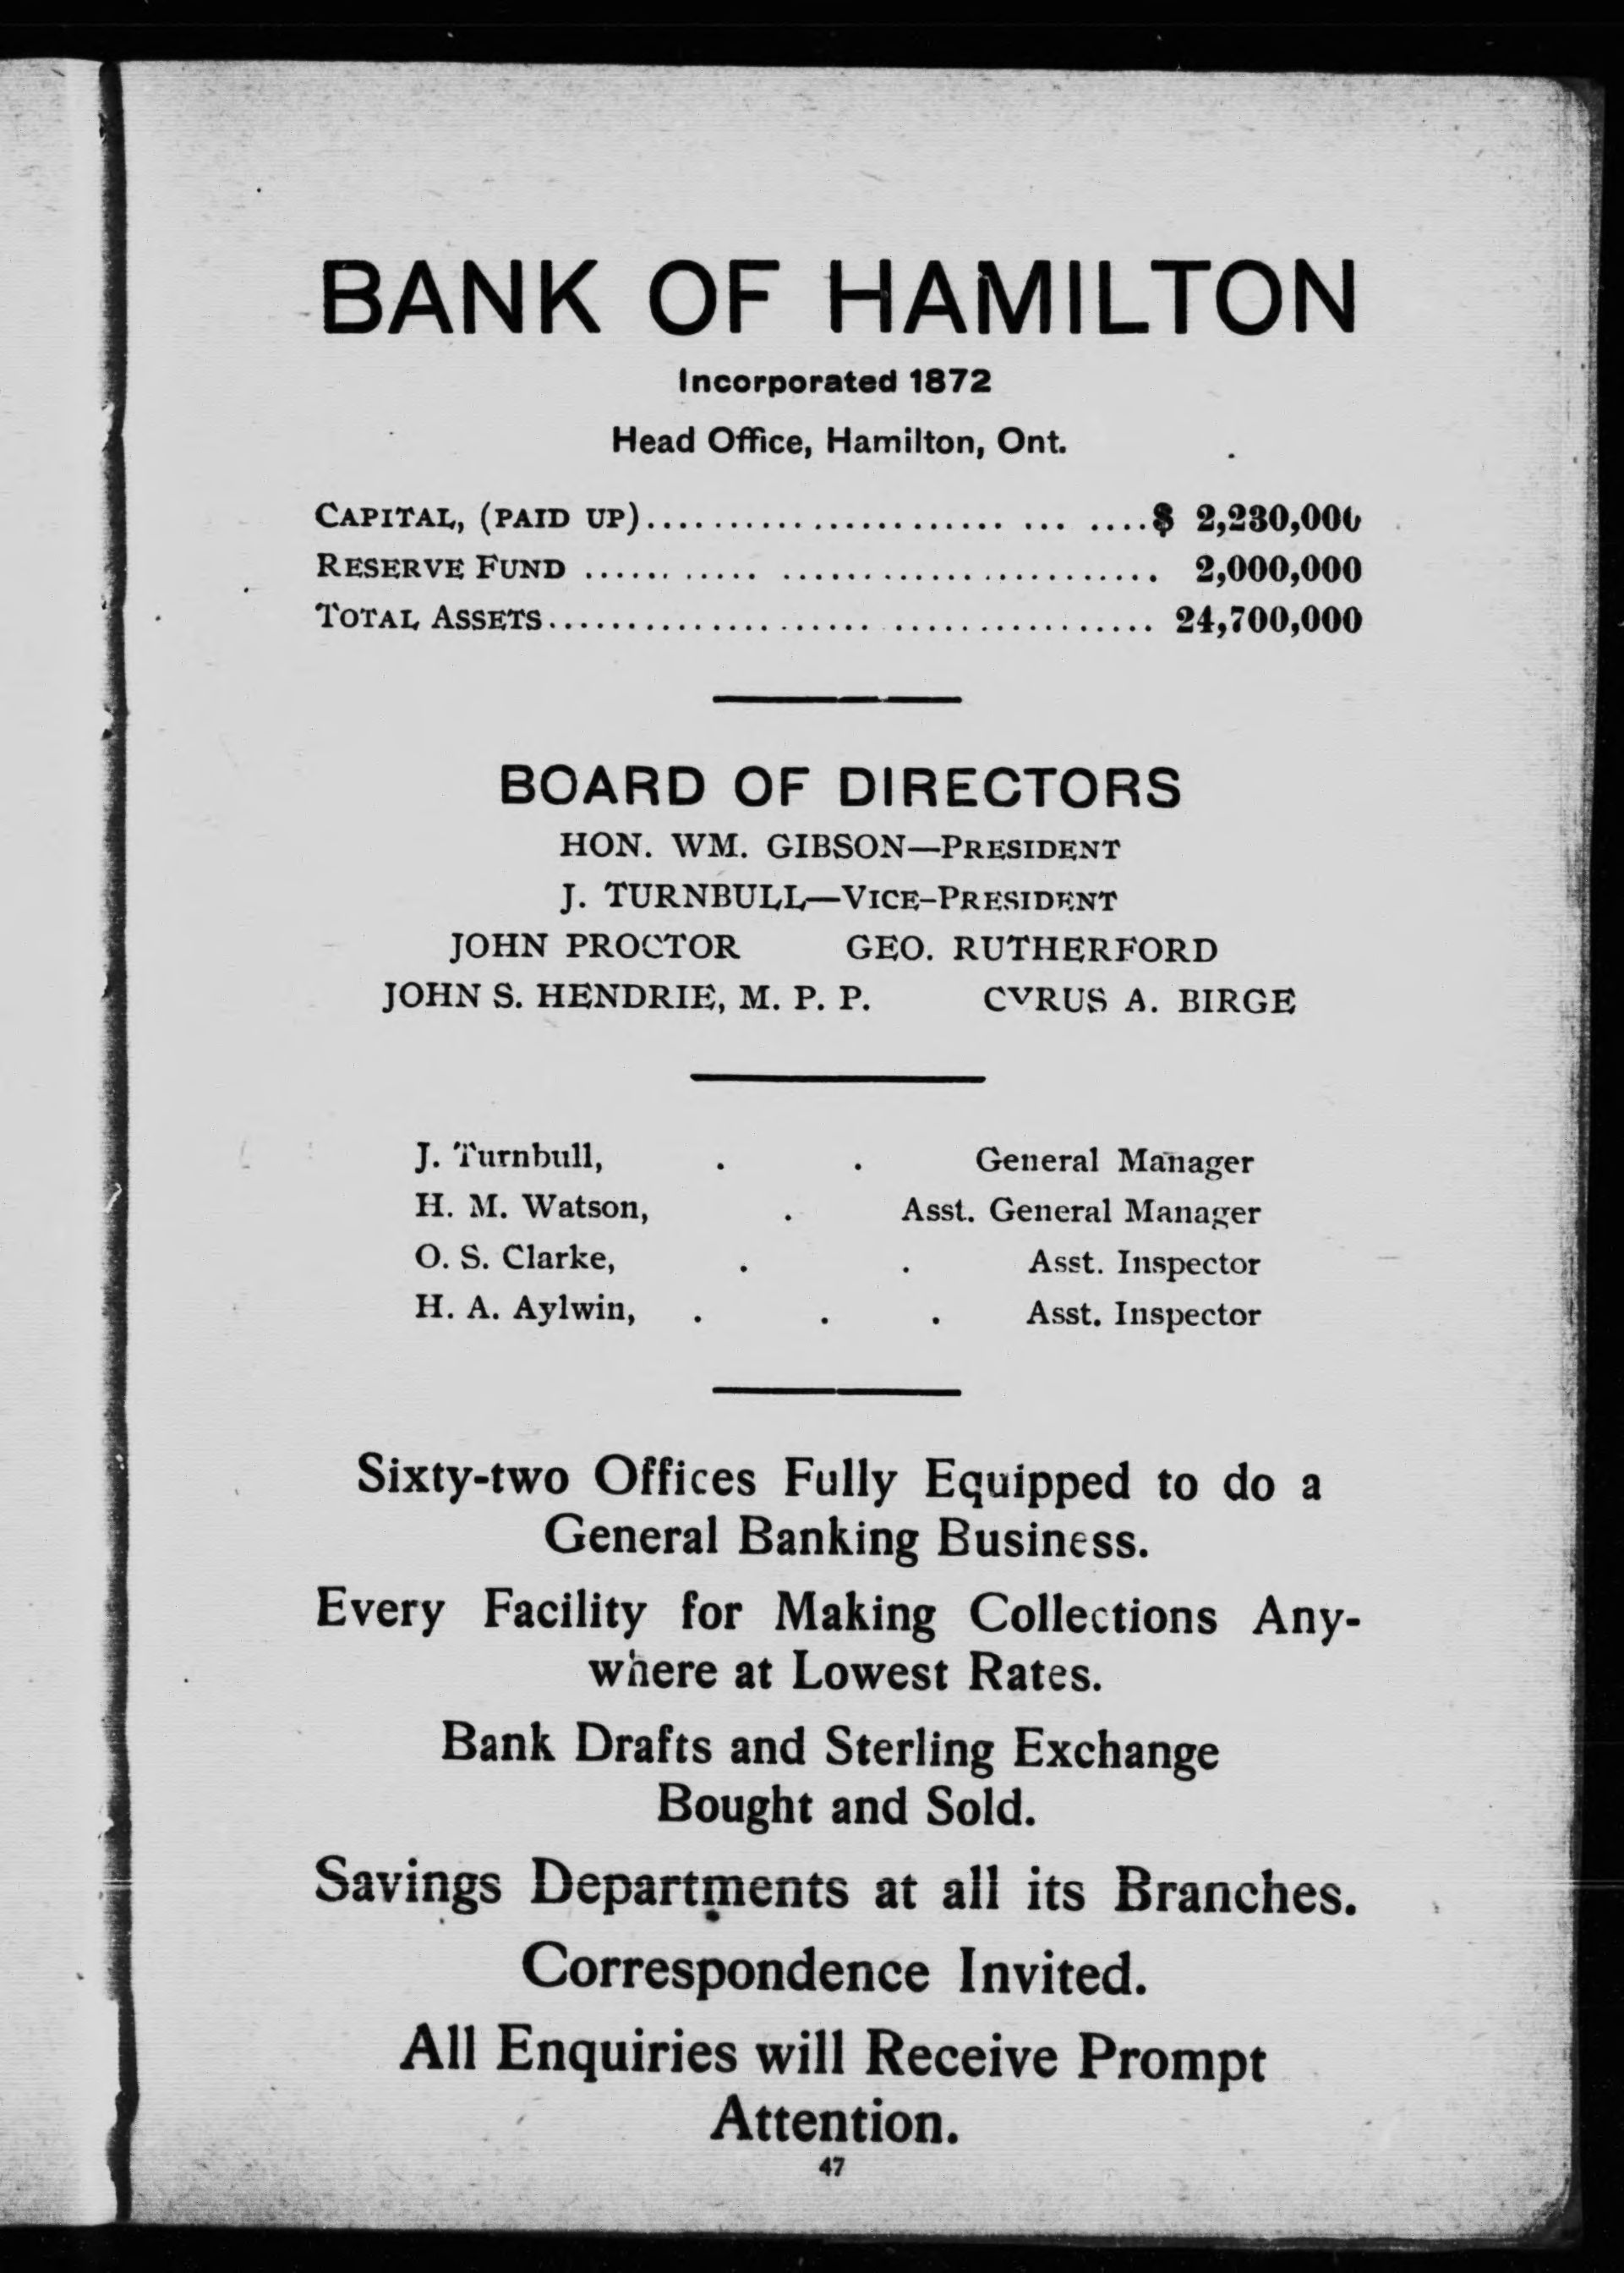 BANK OF HAMILTON
Incorporated 1872
Head Office, Hamilton, Ont.
CAPITAL, (PAID UP)............................ ... ....$ 2,230,000
RESERVE FUND ...... ..... ........................ 2,000,000
TOTAL ASSETS.................... ................. 24,700,000
BOARD OF DIRECTORS
HON. WM. GIBSON—PRESIDENT
J. TURNBULL—VICE-PRESIDENT
JOHN PROCTOR GEO. RUTHERFORD
JOHN S. HENDRIE, M. P. P. CYRUS A. BIRGE
J. Turnbull, . . General Manager
H. M. Watson, . Asst. General Manager
O. S. Clarke, . . Asst. Inspector
H. A. Aylwin, . . . Asst. Inspector
Sixty-two Offices Fully Equipped to do a
General Banking Business.
Every Facility for Making Collections Any-
where at Lowest Rates.
Bank Drafts and Sterling Exchange
Bought and Sold.
Savings Departments at all its Branches.
Correspondence Invited.
All Enquiries will Receive Prompt
Attention.
47